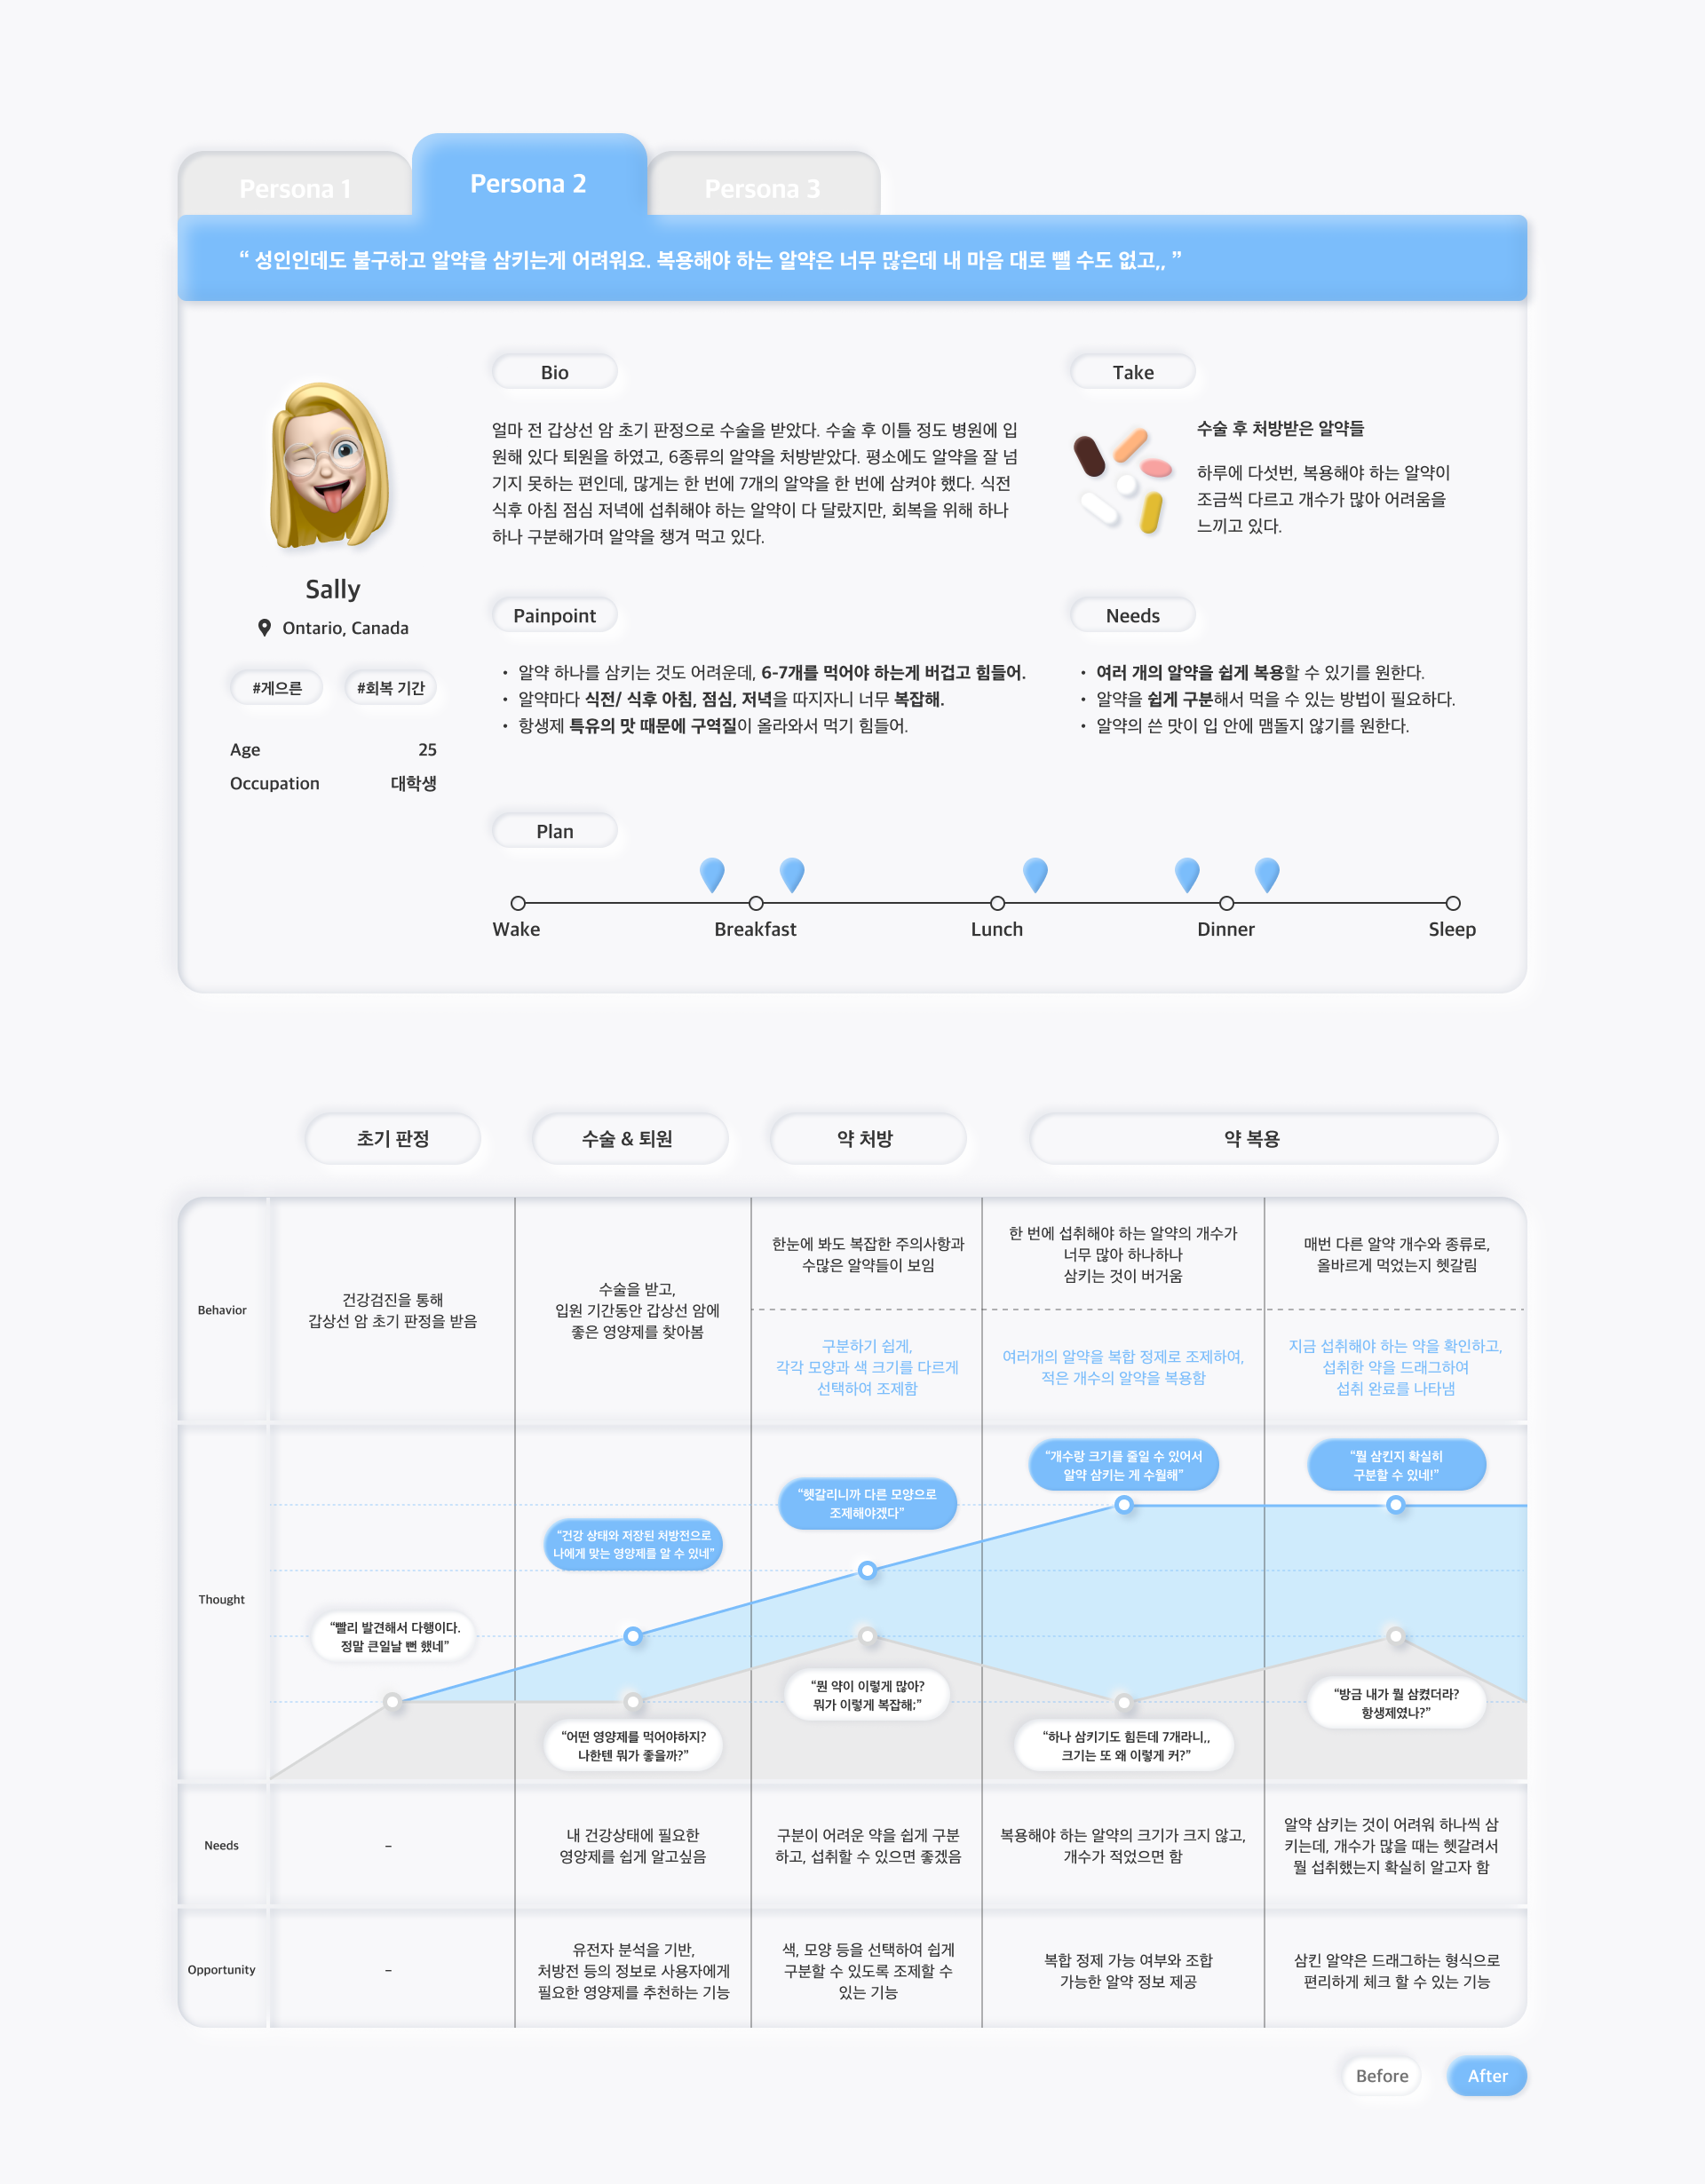 Persona 1
Persona 2
Persona 3
“ 성인인데도 불구하고 알약을 삼키는게 어려워요. 복용해야 하는 알약은 너무 많은데 내 마음 대로 뺄 수도 없고,, ”
Sally
Ontario, Canada
#게으른
#회복 기간
Age 25
Occupation 대학생
Bio
얼마 전 갑상선 암 초기 판정으로 수술을 받았다. 수술 후 이틀 정도 병원에 입
원해 있다 퇴원을 하였고, 6종류의 알약을 처방받았다. 평소에도 알약을 잘 넘
기지 못하는 편인데, 많게는 한 번에 7개의 알약을 한 번에 삼켜야 했다. 식전
식후 아침 점심 저녁에 섭취해야 하는 알약이 다 달랐지만, 회복을 위해 하나
하나 구분해가며 알약을 챙겨 먹고 있다.
Take
수술 후 처방받은 알약들
하루에 다섯번, 복용해야 하는 알약이
조금씩 다르고 개수가 많아 어려움을
느끼고 있다.
Painpoint
• 알약 하나를 삼키는 것도 어려운데, 6-7개를 먹어야 하는게 버겁고 힘들어.
• 알약마다 식전/ 식후 아침, 점심, 저녁을 따지자니 너무 복잡해.
• 항생제 특유의 맛 때문에 구역질이 올라와서 먹기 힘들어.
Needs
• 여러 개의 알약을 쉽게 복용할 수 있기를 원한다.
• 알약을 쉽게 구분해서 먹을 수 있는 방법이 필요하다.
• 알약의 쓴 맛이 입 안에 맴돌지 않기를 원한다.
Plan
Wake
Breakfast
Lunch
Dinner
Sleep
초기 판정
수술 & 퇴원
약 처방
약 복용
Behavior
건강검진을 통해
갑상선 암 초기 판정을 받음
수술을 받고,
입원 기간동안 갑상선 암에
좋은 영양제를 찾아봄
한눈에 봐도 복잡한 주의사항과
수많은 알약들이 보임
구분하기 쉽게,
각각 모양과 색 크기를 다르게
선택하여 조제함
한 번에 섭취해야 하는 알약의 개수가
너무 많아 하나하나
삼키는 것이 버거움
여러개의 알약을 복합 정제로 조제하여,
적은 개수의 알약을 복용함
매번 다른 알약 개수와 종류로,
올바르게 먹었는지 헷갈림
지금 섭취해야 하는 약을 확인하고,
섭취한 약을 드래그하여
섭취 완료를 나타냄
Thought
“빨리 발견해서 다행이다.
정말 큰일날 뻔 했네”
“건강 상태와 저장된 처방전으로
나에게 맞는 영양제를 알 수 있네”
“어떤 영양제를 먹어야하지?
나한텐 뭐가 좋을까?”
“헷갈리니까 다른 모양으로
조제해야겠다”
“뭔 약이 이렇게 많아?
뭐가 이렇게 복잡해;”
“개수랑 크기를 줄일 수 있어서
알약 삼키는 게 수월해”
“하나 삼키기도 힘든데 7개라니,,
크기는 또 왜 이렇게 커?”
“뭘 삼킨지 확실히
구분할 수 있네!”
“방금 내가 뭘 삼켰더라?
항생제였나?”
Needs
–
내 건강상태에 필요한
영양제를 쉽게 알고싶음
구분이 어려운 약을 쉽게 구분
하고, 섭취할 수 있으면 좋겠음
복용해야 하는 알약의 크기가 크지 않고,
개수가 적었으면 함
알약 삼키는 것이 어려워 하나씩 삼
키는데, 개수가 많을 때는 헷갈려서
뭘 섭취했는지 확실히 알고자 함
Opportunity
–
유전자 분석을 기반,
처방전 등의 정보로 사용자에게
필요한 영양제를 추천하는 기능
색, 모양 등을 선택하여 쉽게
구분할 수 있도록 조제할 수
있는 기능
복합 정제 가능 여부와 조합
가능한 알약 정보 제공
삼킨 알약은 드래그하는 형식으로
편리하게 체크 할 수 있는 기능
Before
After